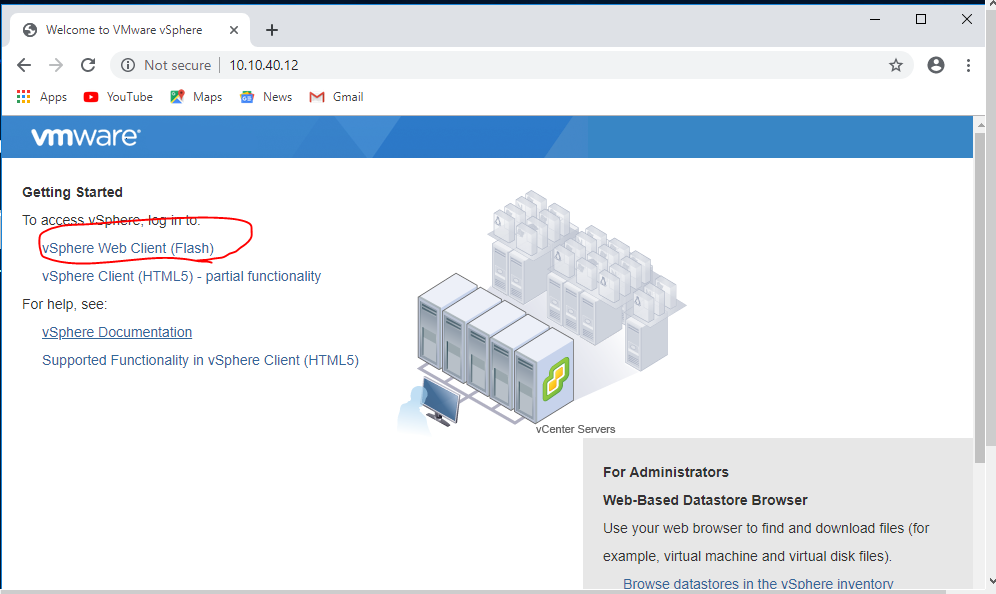 Welcome to VMware vSphere
Not secure 10.10.40.12
Apps YouTube Maps News Gmail
vmware®
Getting Started
To access vSphere, log in to:
vSphere Web Client (Flash)
vSphere Client (HTML5) - partial functionality
For help, see:
vSphere Documentation
Supported Functionality in vSphere Client (HTML5)
vCenter Servers
For Administrators
Web-Based Datastore Browser
Use your web browser to find and download files (for
example, virtual machine and virtual disk files).
Browse datastores in the vSphere inventory